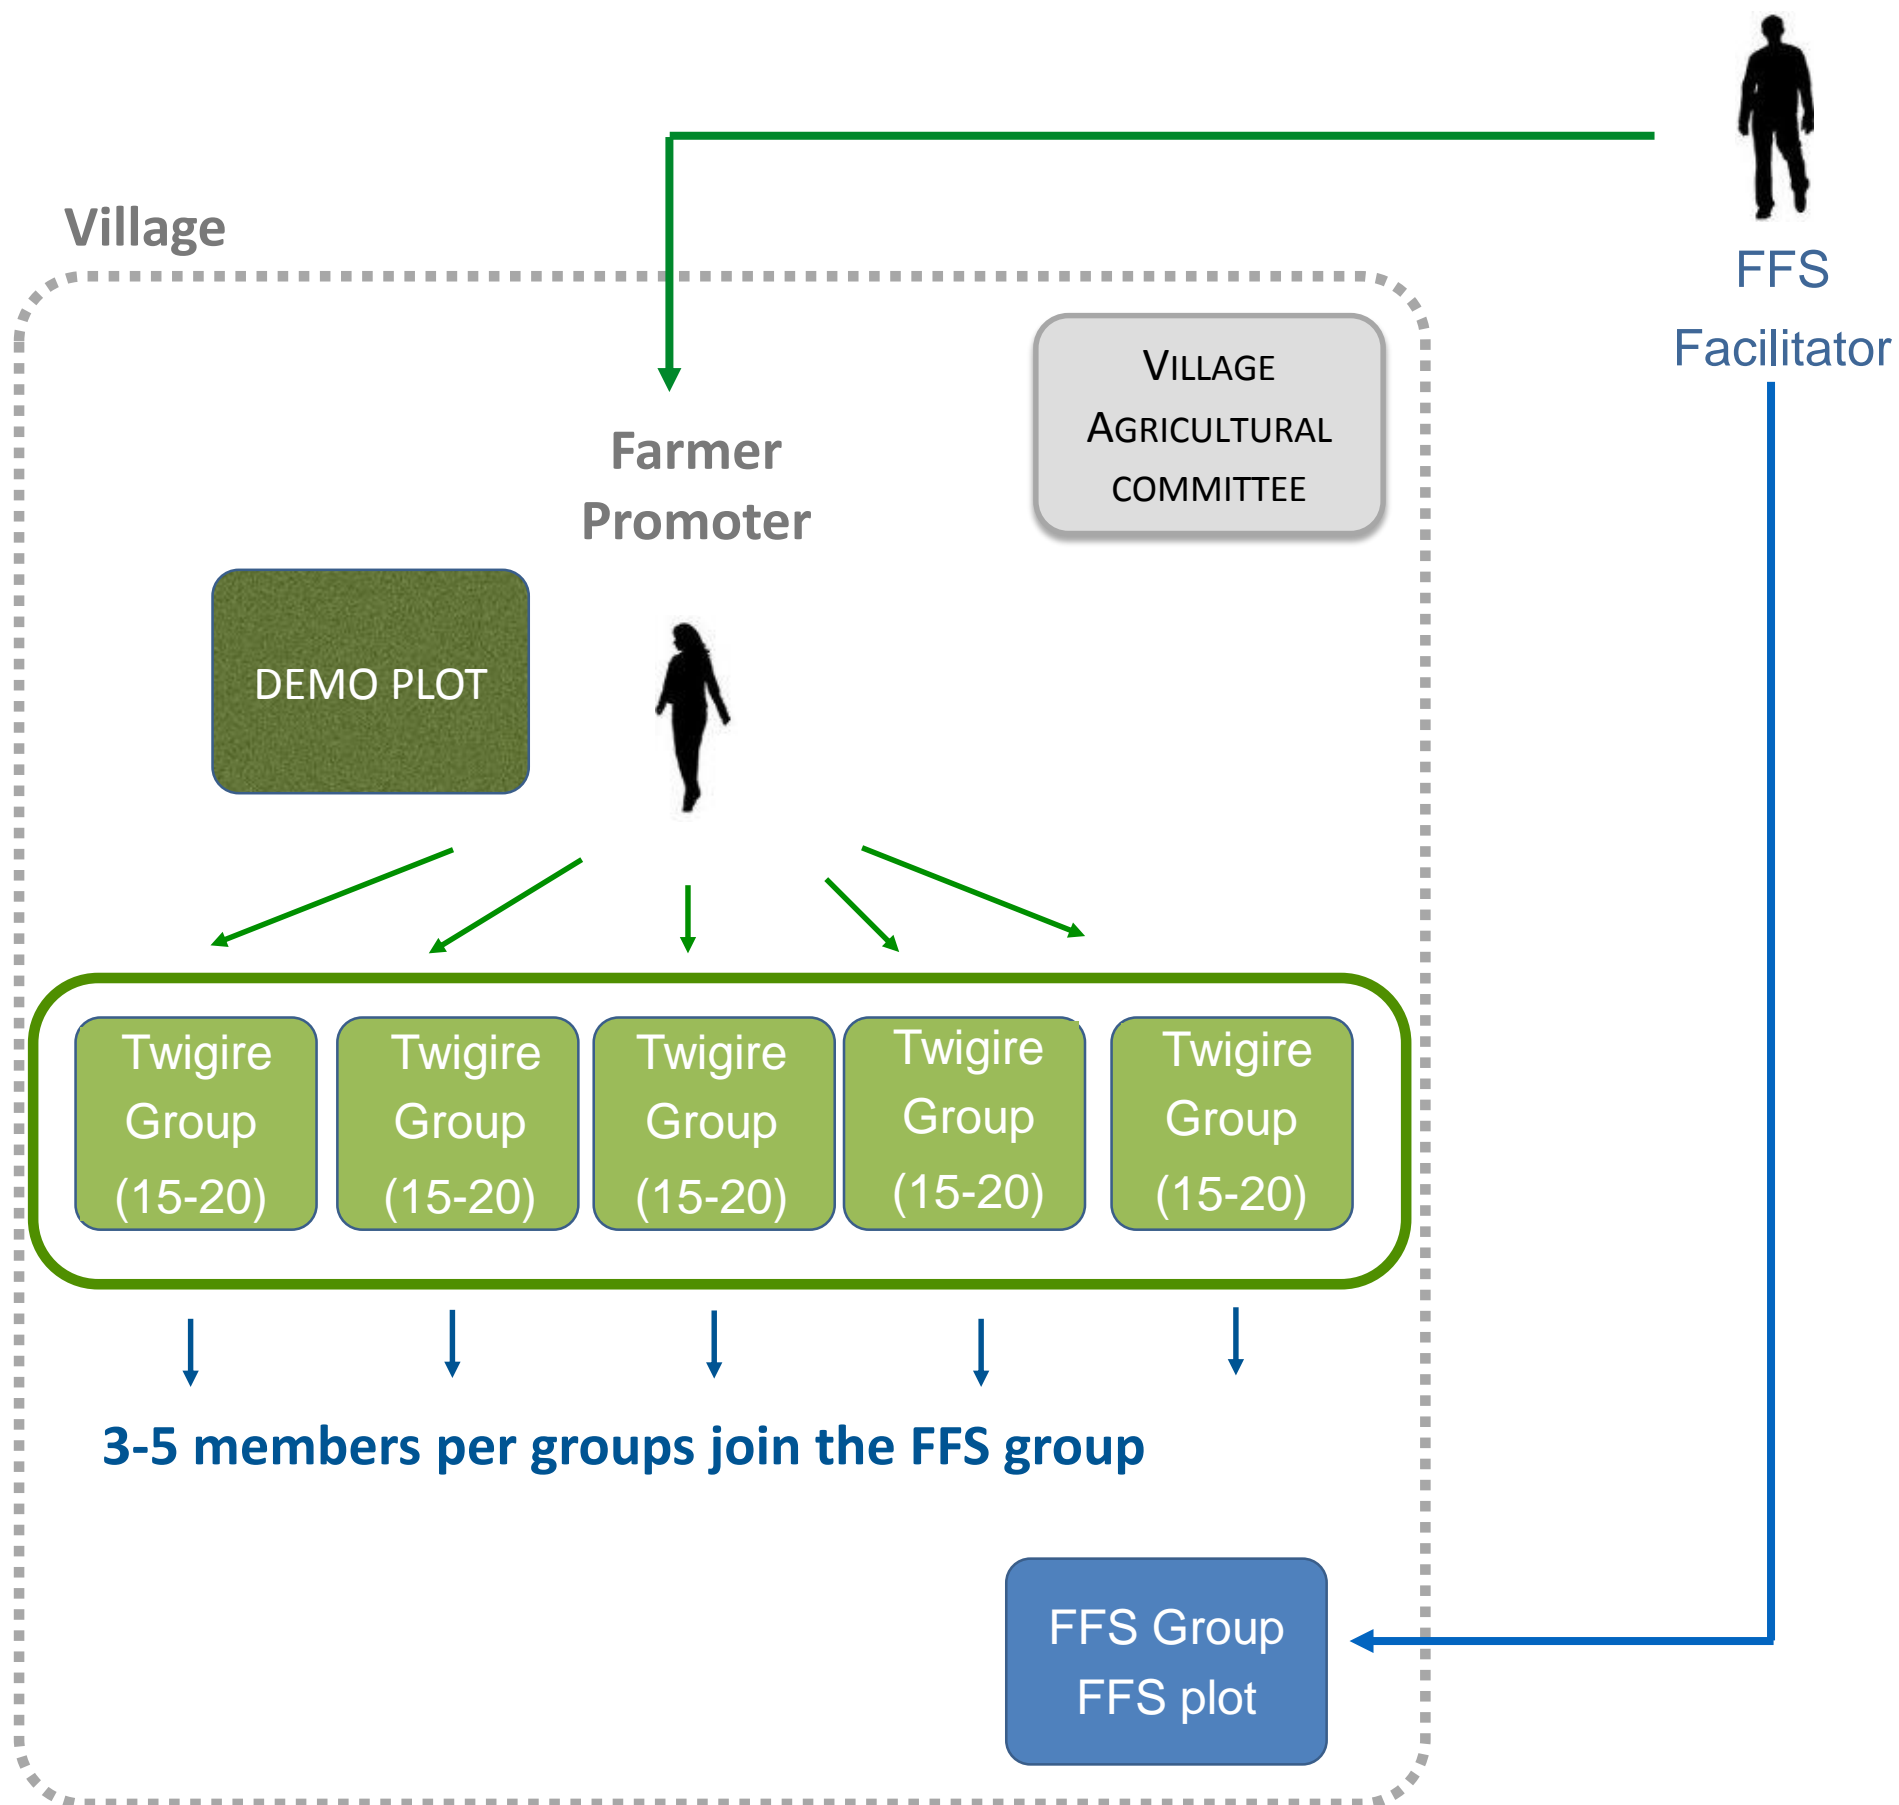 FFS
Facilitator
Village
VILLAGE
AGRICULTURAL
COMMITTEE
Farmer
Promoter
DEMO PLOT
Twigire
Group
(15-20)
Twigire
Group
(15-20)
Twigire
Group
(15-20)
Twigire
Group
(15-20)
Twigire
Group
(15-20)
3-5 members per groups join the FFS group
FFS Group
FFS plot